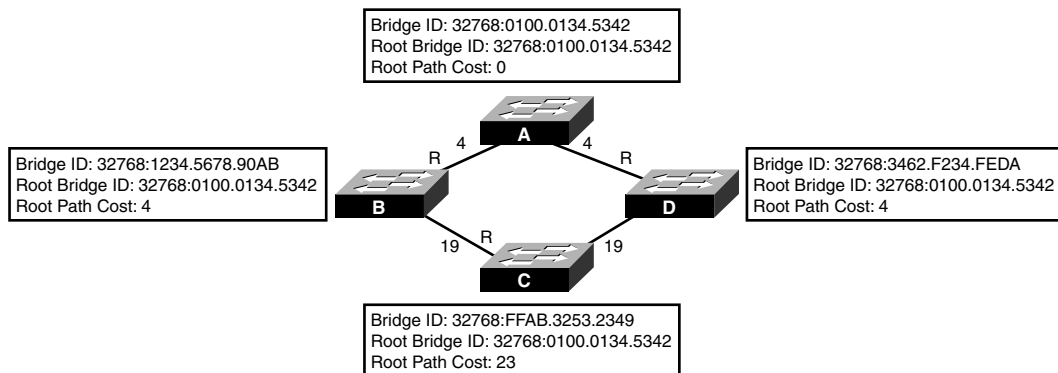 Bridge ID: 32768:0100.0134.5342
Root Bridge ID: 32768:0100.0134.5342
Root Path Cost: 0
A
4
4
R
R
Bridge ID: 32768:1234.5678.90AB
Root Bridge ID: 32768:0100.0134.5342
Root Path Cost: 4
B
D
Bridge ID: 32768:3462.F234.FEDA
Root Bridge ID: 32768:0100.0134.5342
Root Path Cost: 4
19
R
19
C
Bridge ID: 32768:FFAB.3253.2349
Root Bridge ID: 32768:0100.0134.5342
Root Path Cost: 23